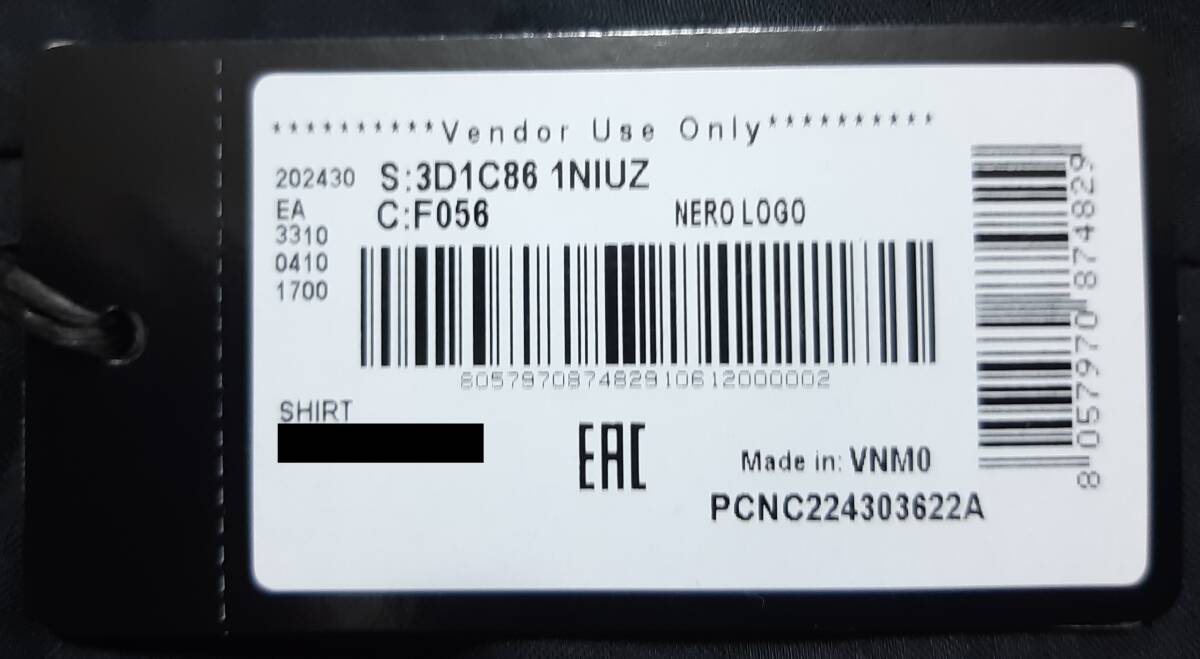 **********Vendor Use Only**********
202430 S:3D1C86 1NIUZ
EA C:F056 NERO LOGO
3310
0410
1700
805797087482910612000002
SHIRT
EAC
Made in: VNM0
PCNC224303622A
8057970874829